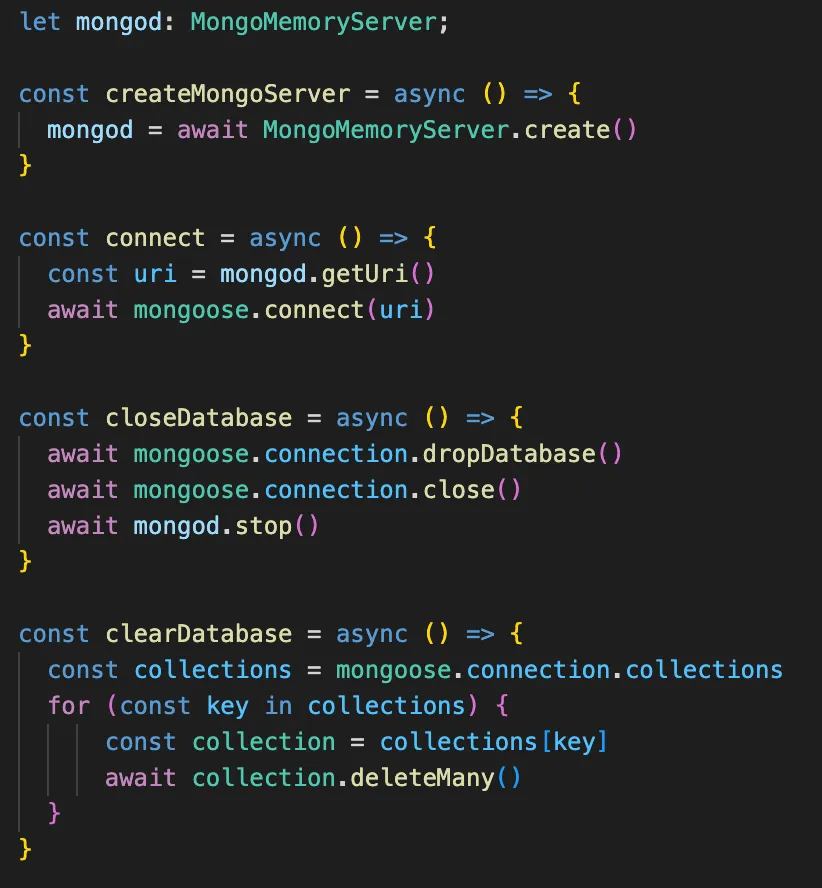 let mongod: MongoMemoryServer;

const createMongoServer = async () => {
  mongod = await MongoMemoryServer.create()
}

const connect = async () => {
  const uri = mongod.getUri()
  await mongoose.connect(uri)
}

const closeDatabase = async () => {
  await mongoose.connection.dropDatabase()
  await mongoose.connection.close()
  await mongod.stop()
}

const clearDatabase = async () => {
  const collections = mongoose.connection.collections
  for (const key in collections) {
      const collection = collections[key]
      await collection.deleteMany()
  }
}